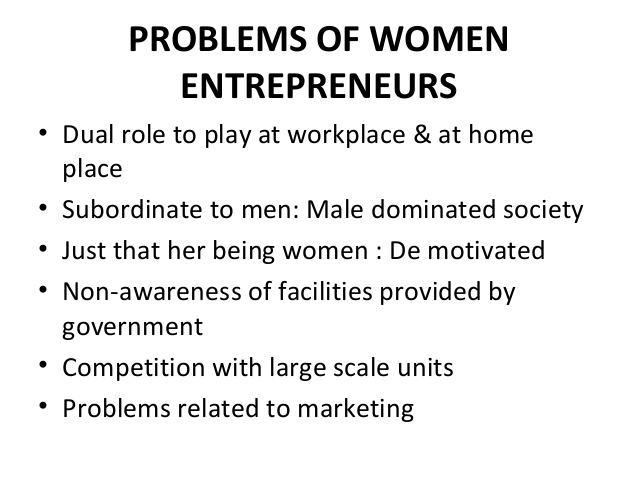 PROBLEMS OF WOMEN
ENTREPRENEURS
• Dual role to play at workplace & at home
place
• Subordinate to men: Male dominated society
• Just that her being women : De motivated
• Non-awareness of facilities provided by
government
• Competition with large scale units
• Problems related to marketing